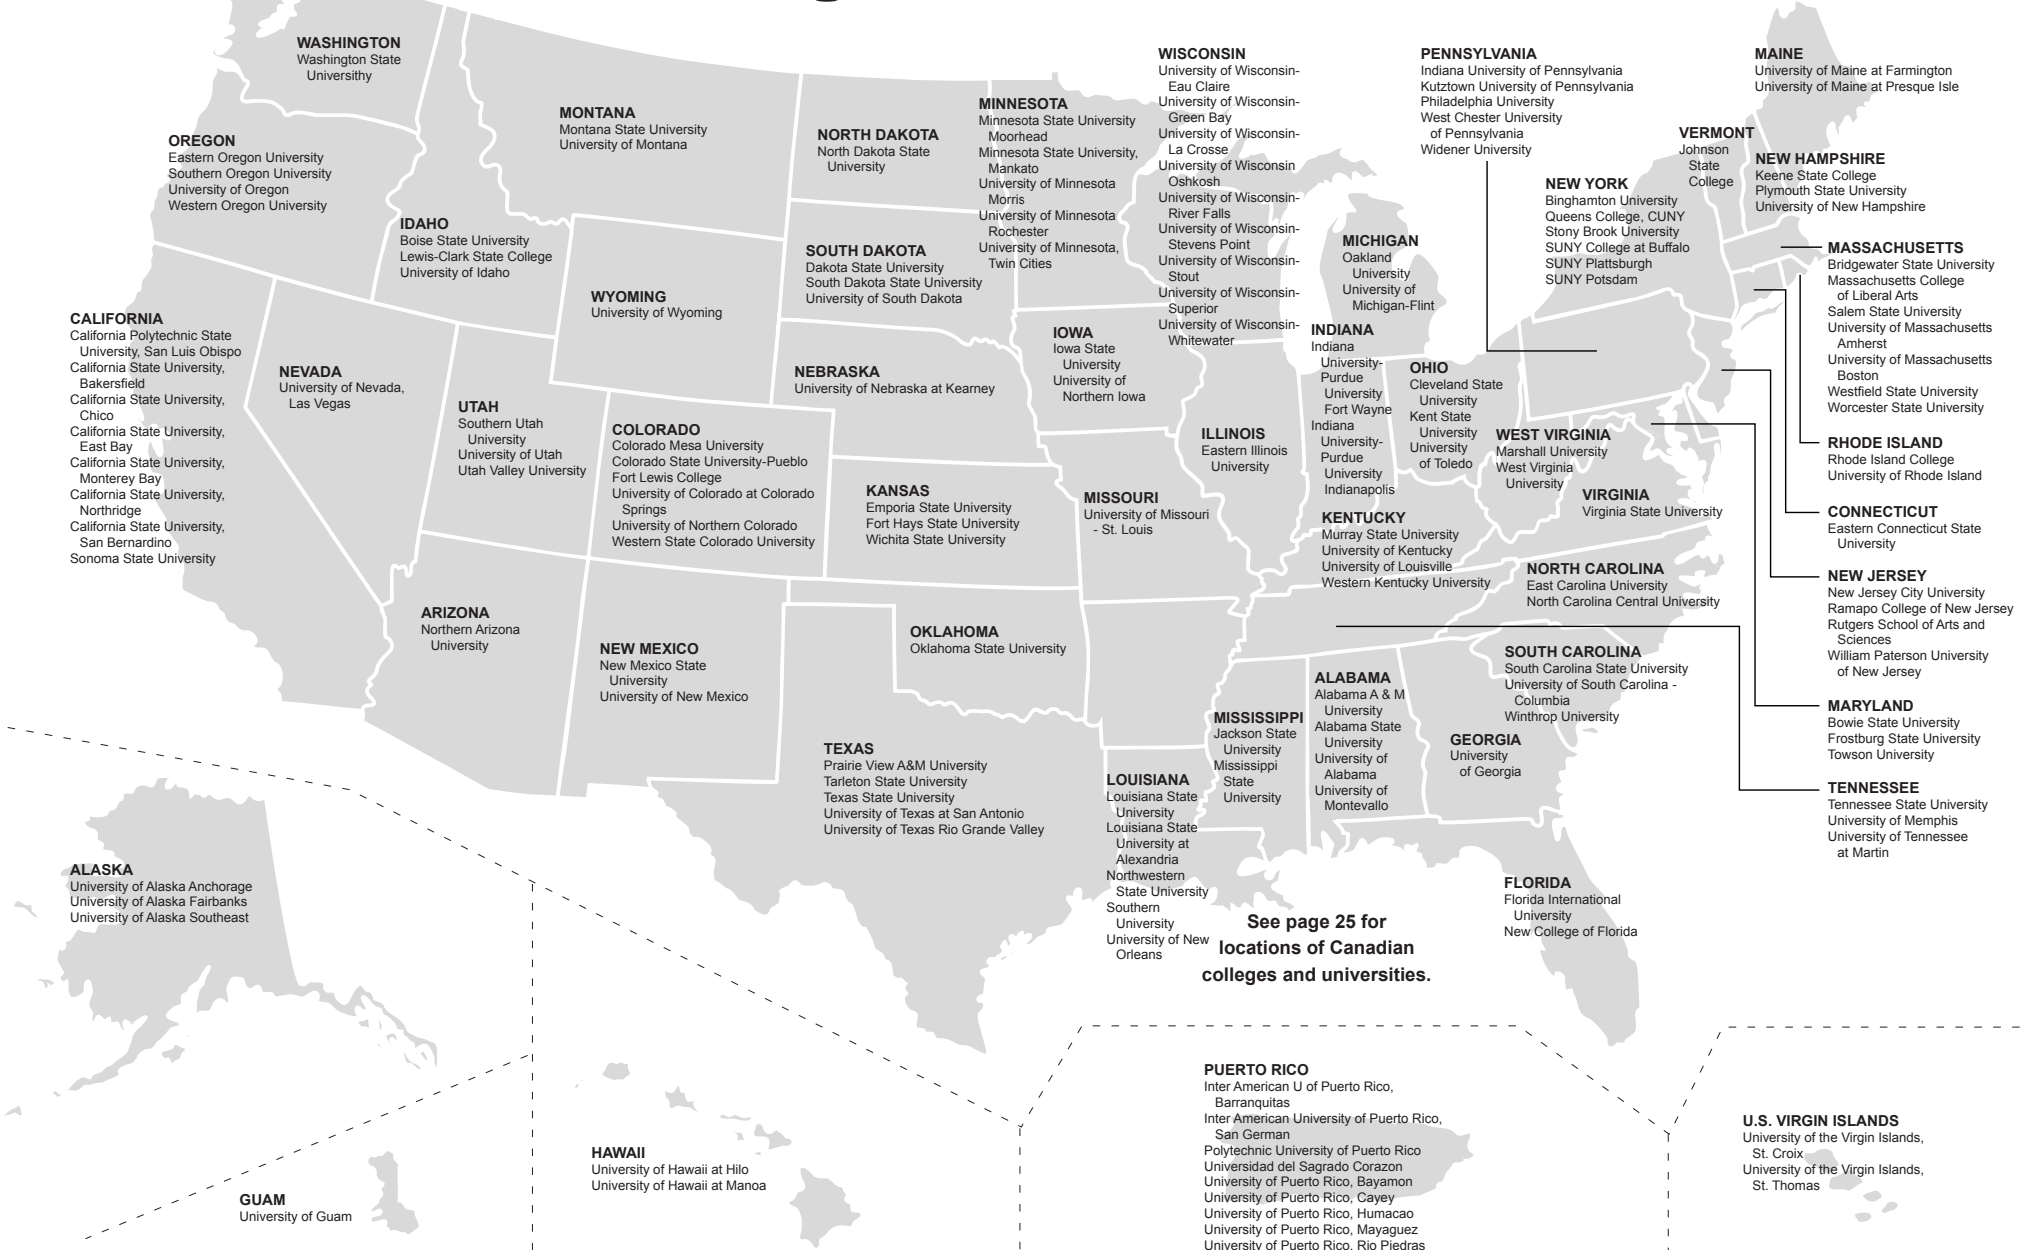 WASHINGTON
Washington State
Universithy
OREGON
Eastern Oregon University
Southern Oregon University
University of Oregon
Western Oregon University
CALIFORNIA
California Polytechnic State
University, San Luis Obispo
California State University,
Bakersfield
California State University,
Chico
California State University,
East Bay
California State University,
Monterey Bay
California State University,
Northridge
California State University,
San Bernardino
Sonoma State University
NEVADA
University of Nevada,
Las Vegas
IDAHO
Boise State University
Lewis-Clark State College
University of Idaho
MONTANA
Montana State University
University of Montana
WYOMING
University of Wyoming
UTAH
Southern Utah
University
University of Utah
Utah Valley University
COLORADO
Colorado Mesa University
Colorado State University-Pueblo
Fort Lewis College
University of Colorado at Colorado
Springs
University of Northern Colorado
Western State Colorado University
ARIZONA
Northern Arizona
University
NEW MEXICO
New Mexico State
University
University of New Mexico
NORTH DAKOTA
North Dakota State
University
SOUTH DAKOTA
Dakota State University
South Dakota State University
University of South Dakota
NEBRASKA
University of Nebraska at Kearney
KANSAS
Emporia State University
Fort Hays State University
Wichita State University
OKLAHOMA
Oklahoma State University
TEXAS
Prairie View A&M University
Tarleton State University
Texas State University
University of Texas at San Antonio
University of Texas Rio Grande Valley
MINNESOTA
Minnesota State University
Moorhead
Minnesota State University,
Mankato
University of Minnesota
Morris
University of Minnesota
Rochester
University of Minnesota,
Twin Cities
IOWA
Iowa State
University
University of
Northern Iowa
MISSOURI
University of Missouri
- St. Louis
LOUISIANA
Louisiana State
University
Louisiana State
University at
Alexandria
Northwestern
State University
Southern
University
University of New
Orleans
WISCONSIN
University of Wisconsin-
Eau Claire
University of Wisconsin-
Green Bay
University of Wisconsin-
La Crosse
University of Wisconsin
Oshkosh
University of Wisconsin-
River Falls
University of Wisconsin-
Stevens Point
University of Wisconsin-
Stout
University of Wisconsin-
Superior
University of Wisconsin-
Whitewater
ILLINOIS
Eastern Illinois
University
MICHIGAN
Oakland
University
University of
Michigan-Flint
INDIANA
Indiana
University-
Purdue
University
Fort Wayne
Indiana
University-
Purdue
University
Indianapolis
OHIO
Cleveland State
University
Kent State
University
University
of Toledo
KENTUCKY
Murray State University
University of Kentucky
University of Louisville
Western Kentucky University
MISSISSIPPI
Jackson State
University
Mississippi
State
University
ALABAMA
Alabama A & M
University
Alabama State
University
University of
Alabama
University of
Montevallo
GEORGIA
University
of Georgia
FLORIDA
Florida International
University
New College of Florida
SOUTH CAROLINA
South Carolina State University
University of South Carolina -
Columbia
Winthrop University
NORTH CAROLINA
East Carolina University
North Carolina Central University
WEST VIRGINIA
Marshall University
West Virginia
University
VIRGINIA
Virginia State University
PENNSYLVANIA
Indiana University of Pennsylvania
Kutztown University of Pennsylvania
Philadelphia University
West Chester University
of Pennsylvania
Widener University
NEW YORK
Binghamton University
Queens College, CUNY
Stony Brook University
SUNY College at Buffalo
SUNY Plattsburgh
SUNY Potsdam
VERMONT
Johnson
State
College
MAINE
University of Maine at Farmington
University of Maine at Presque Isle
NEW HAMPSHIRE
Keene State College
Plymouth State University
University of New Hampshire
MASSACHUSETTS
Bridgewater State University
Massachusetts College
of Liberal Arts
Salem State University
University of Massachusetts
Amherst
University of Massachusetts
Boston
Westfield State University
Worcester State University
RHODE ISLAND
Rhode Island College
University of Rhode Island
CONNECTICUT
Eastern Connecticut State
University
NEW JERSEY
New Jersey City University
Ramapo College of New Jersey
Rutgers School of Arts and
Sciences
William Paterson University
of New Jersey
MARYLAND
Bowie State University
Frostburg State University
Towson University
TENNESSEE
Tennessee State University
University of Memphis
University of Tennessee
at Martin
See page 25 for
locations of Canadian
colleges and universities.
ALASKA
University of Alaska Anchorage
University of Alaska Fairbanks
University of Alaska Southeast
GUAM
University of Guam
HAWAII
University of Hawaii at Hilo
University of Hawaii at Manoa
PUERTO RICO
Inter American U of Puerto Rico,
Barranquitas
Inter American University of Puerto Rico,
San German
Polytechnic University of Puerto Rico
Universidad del Sagrado Corazon
University of Puerto Rico, Bayamon
University of Puerto Rico, Cayey
University of Puerto Rico, Humacao
University of Puerto Rico, Mayaguez
University of Puerto Rico, Rio Piedras
U.S. VIRGIN ISLANDS
University of the Virgin Islands,
St. Croix
University of the Virgin Islands,
St. Thomas